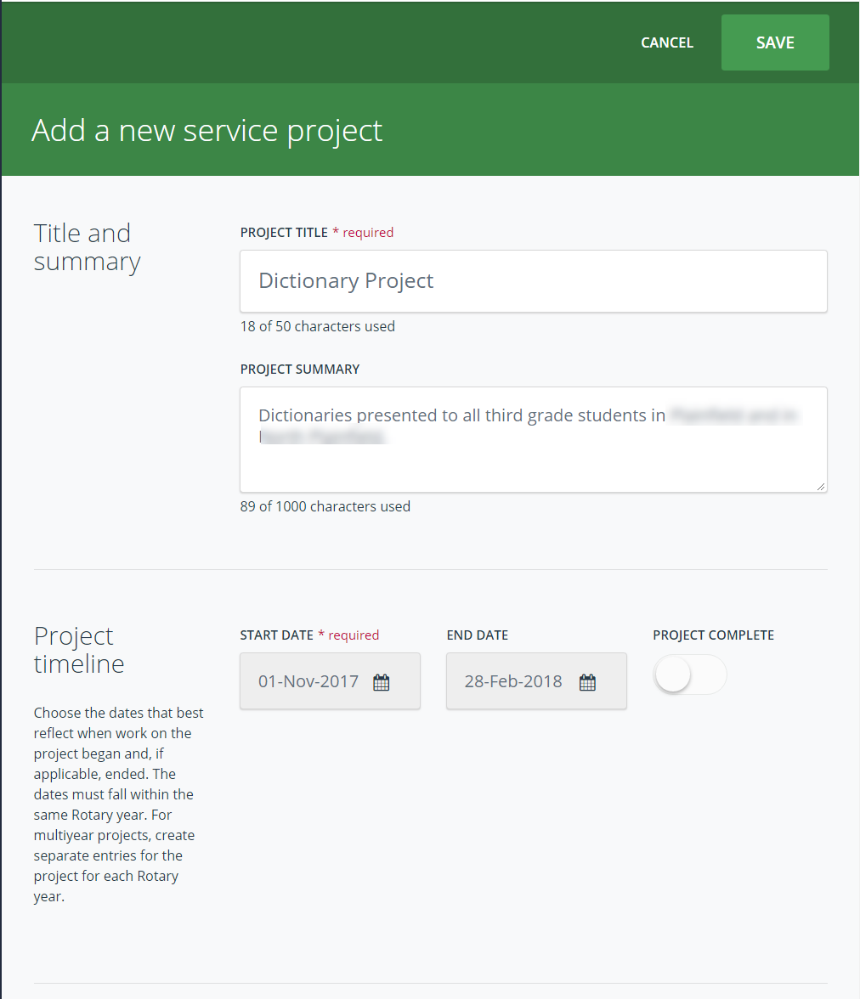 CANCEL
SAVE
Add a new service project
Title and
summary
PROJECT TITLE * required
Dictionary Project
18 of 50 characters used
PROJECT SUMMARY
Dictionaries presented to all third grade students in
89 of 1000 characters used
Project
timeline
Choose the dates that best
reflect when work on the
project began and, if
applicable, ended. The
dates must fall within the
same Rotary year. For
multiyear projects, create
separate entries for the
project for each Rotary
year.
START DATE * required
01-Nov-2017
END DATE
28-Feb-2018
PROJECT COMPLETE